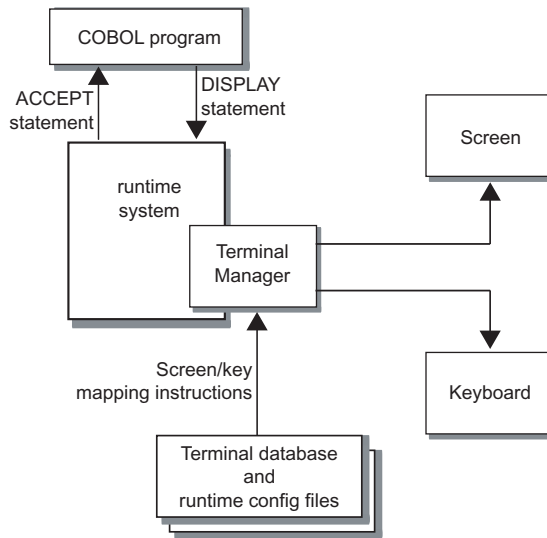 COBOL program
ACCEPT
statement
DISPLAY
statement
Screen
runtime
system
Terminal
Manager
Screen/key
mapping instructions
Keyboard
Terminal database
and
runtime config files